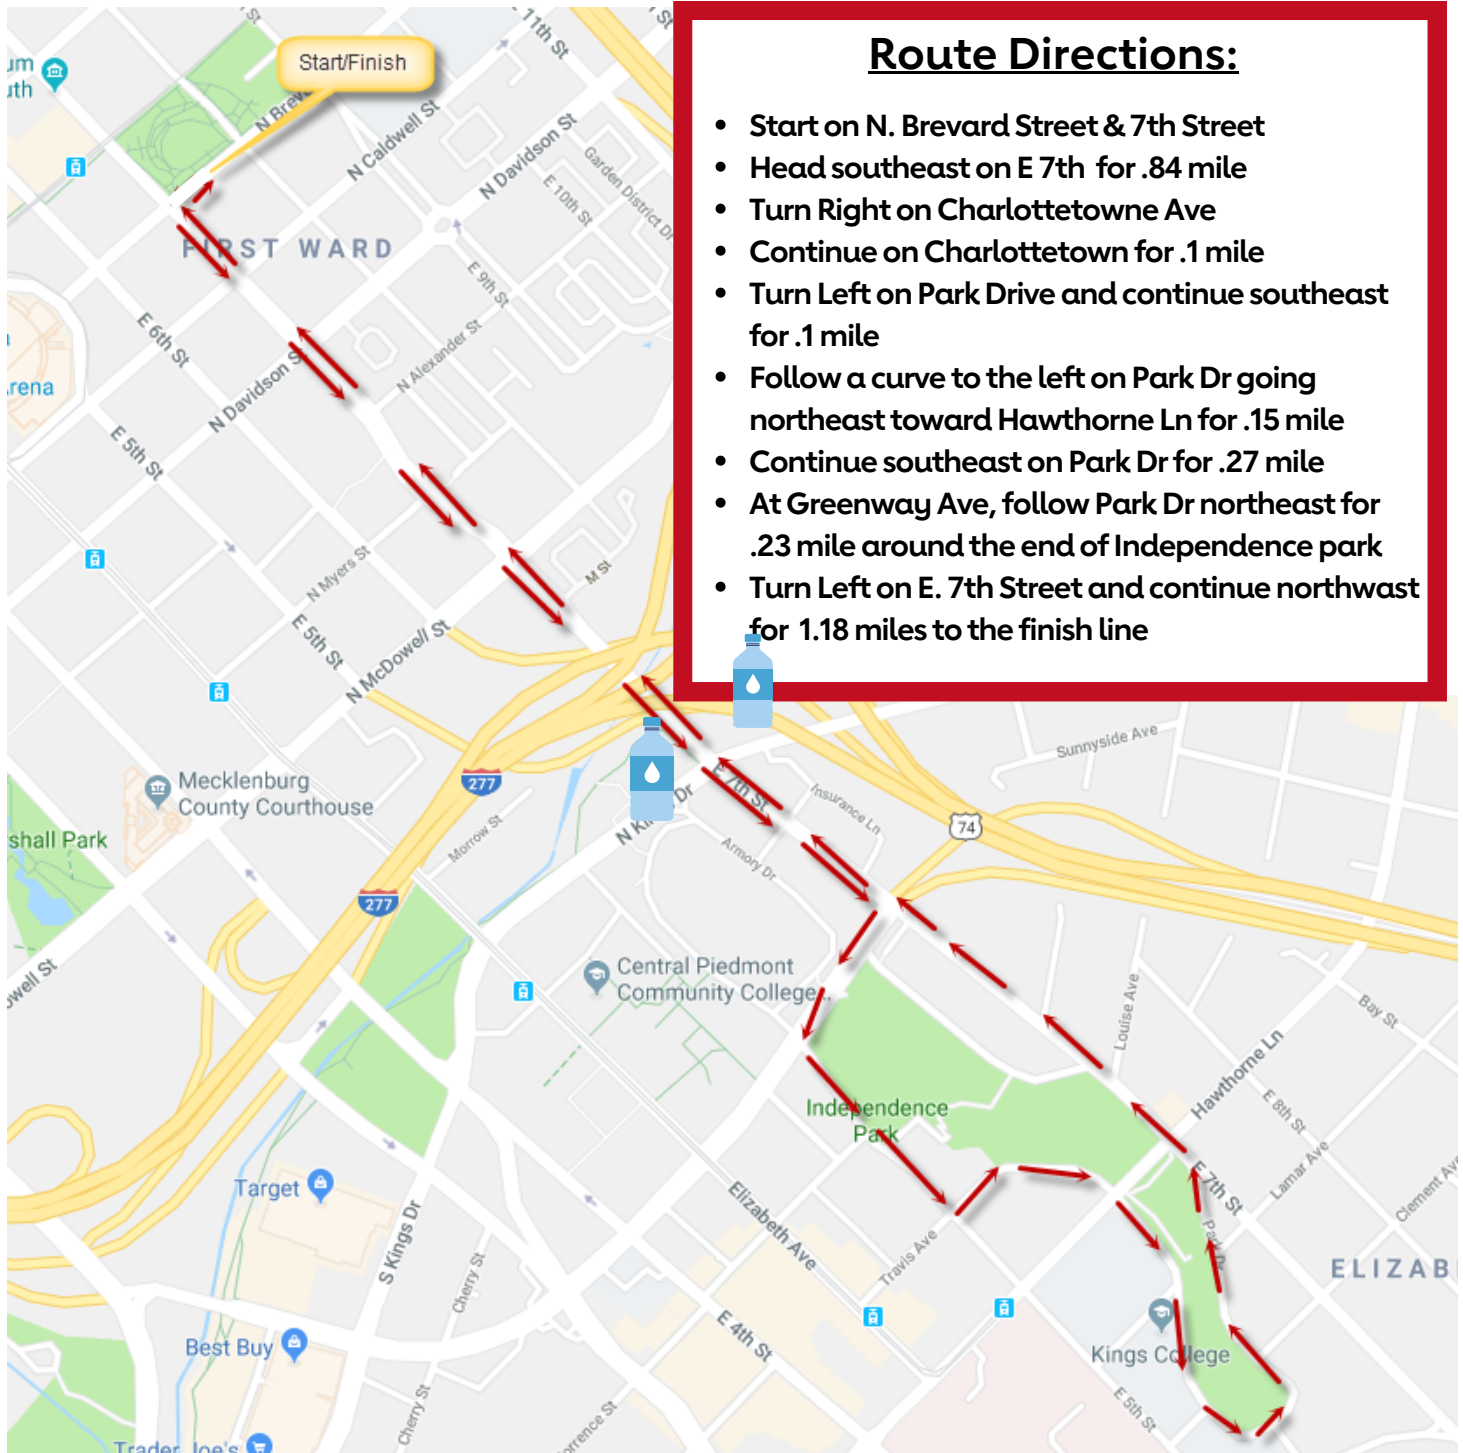 Route Directions:
Start on N. Brevard Street & 7th Street
Head southeast on E 7th for .84 mile
Turn Right on Charlottetowne Ave
Continue on Charlottetown for .1 mile
Turn Left on Park Drive and continue southeast
for .1 mile
Follow a curve to the left on Park Dr going
northeast toward Hawthorne Ln for .15 mile
Continue southeast on Park Dr for .27 mile
At Greenway Ave, follow Park Dr northeast for
.23 mile around the end of Independence park
Turn Left on E. 7th Street and continue northwast
for 1.18 miles to the finish line
Start/Finish
11th St
St
um
uth
N Breva
N Caldwell St
N Davidson St
Garden District Dr
E 10th St
FIRST WARD
E 9th St
E 6th St
N Alexander St
rena
N Davidson S
E 5th St
N Myers St
M St
E 5th St
N McDowell St
Sunnyside Ave
277
Mecklenburg
County Courthouse
E 7th St
Insurance Ln
N Ki
Dr
74
shall Park
Morrow St
Armory Dr
277
Central Piedmont
Community College...
owell St
Louise Ave
Bay St
Hawthorne Ln
Independence
Park
E 8th St
Lamar Ave
Clement Av
E 7th St
Target
Elizabeth Ave
Park Dr
S Kings Dr
Travis Ave
ELIZAB
Cherry St
E 4th St
Best Buy
Kings College
E 5th St
Cherry St
orrence St
Trader Joe's